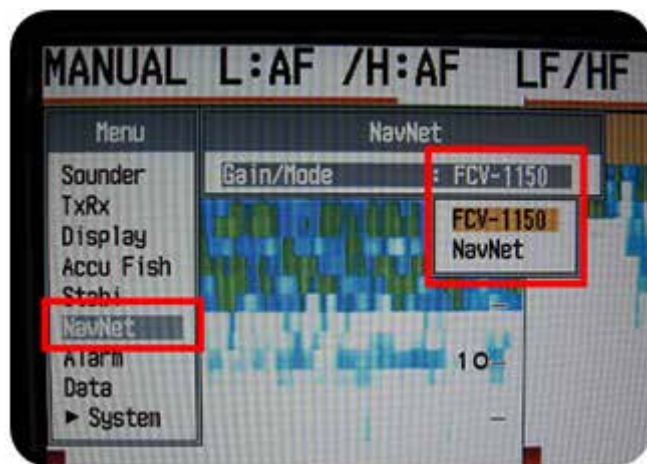 MANUAL L:AF /H:AF LF/HF
Menu
Sounder
TxRx
Display
Accu Fish
Stabi
NavNet
Alarm
Data
► System
NavNet
Gain/Mode : FCV-1150
FCV-1150
NavNet
10